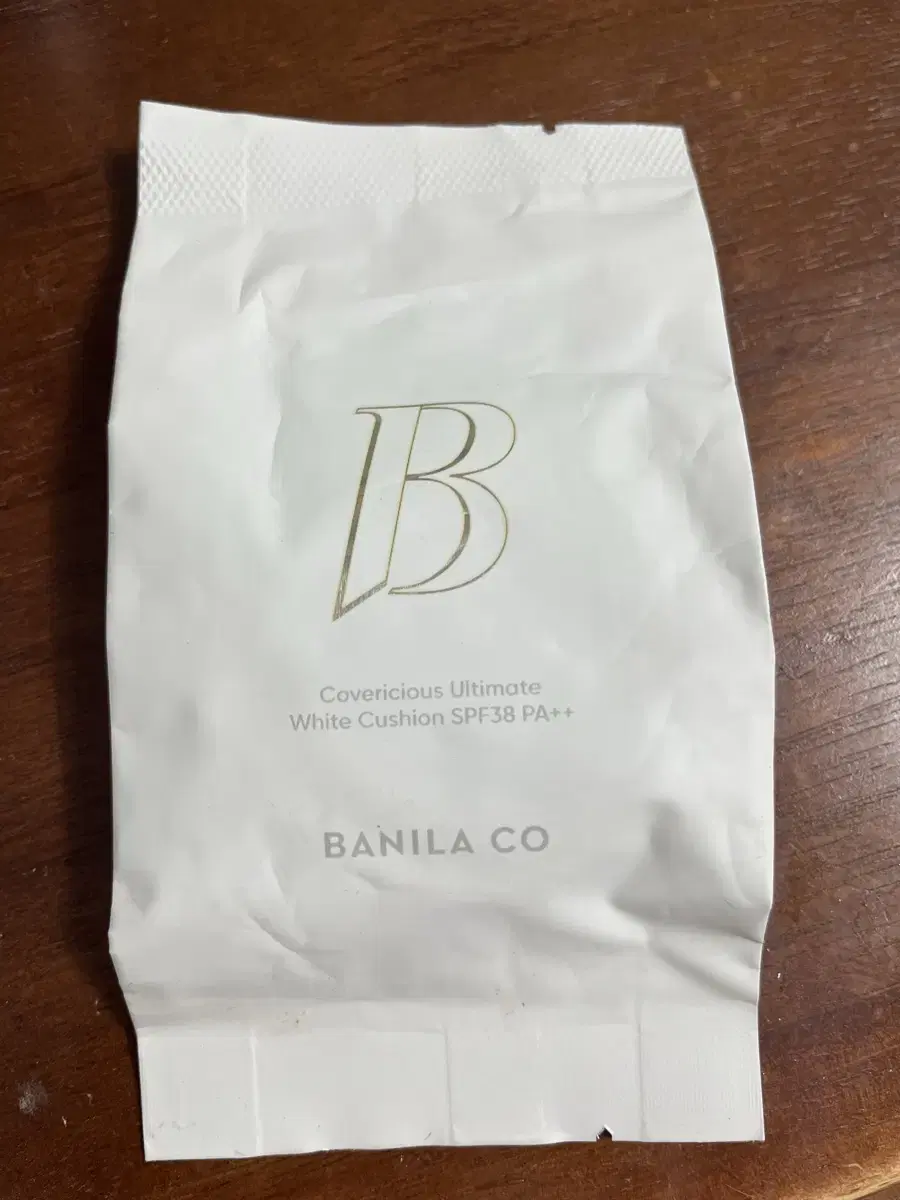 B
Covericious Ultimate
White Cushion SPF38 PA++
BANILA CO